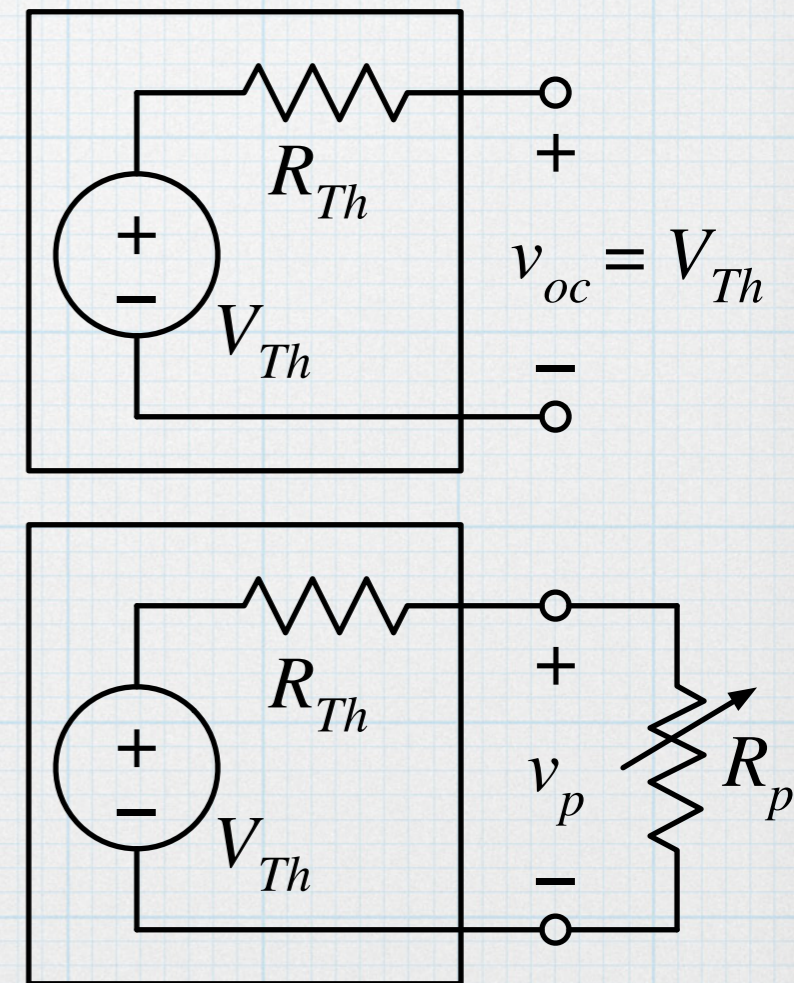 R_Th
+
+
−
v_oc = V_Th
V_Th
−
R_Th
+
+
−
v_p
R_p
V_Th
−